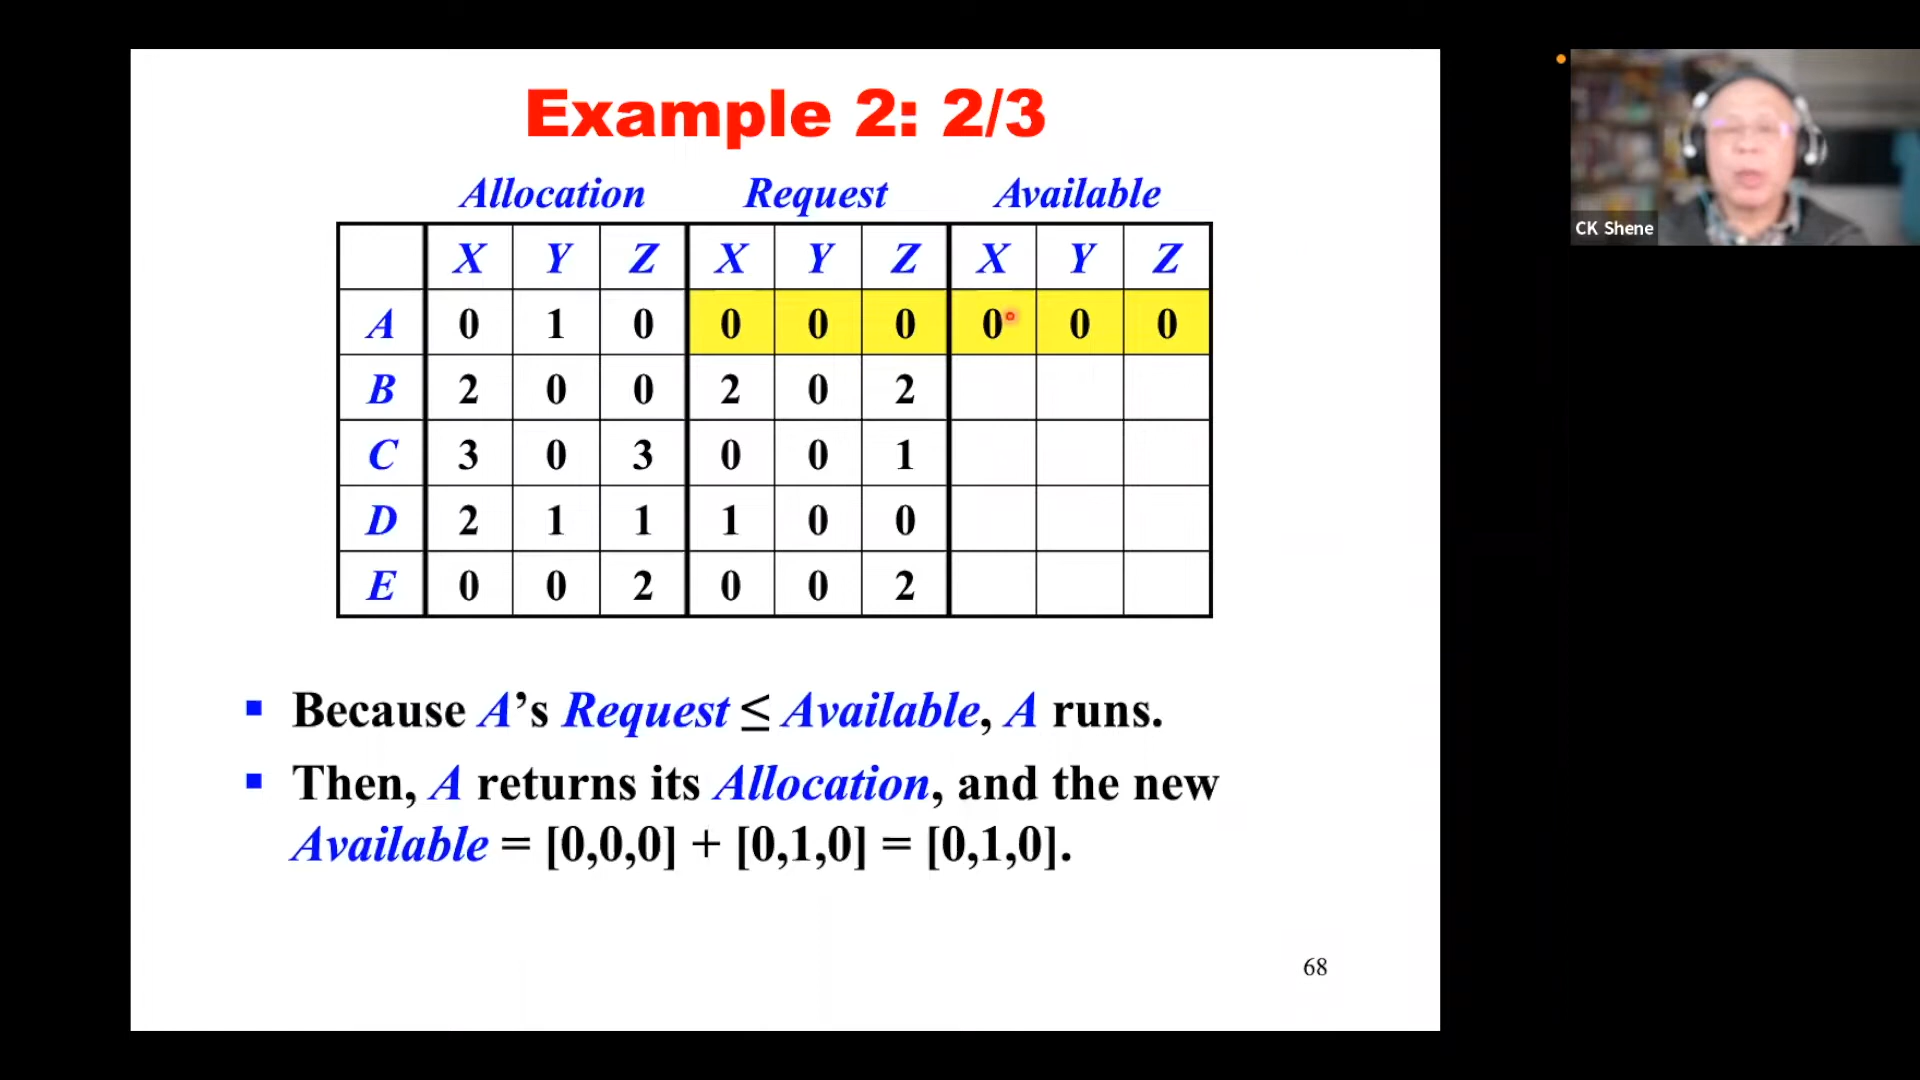 Example 2: 2/3
Allocation Request Available
X Y Z X Y Z X Y Z
A 0 1 0 0 0 0 0 0 0
B 2 0 0 2 0 2
C 3 0 3 0 0 1
D 2 1 1 1 0 0
E 0 0 2 0 0 2
▪ Because A’s Request ≤ Available, A runs.
▪ Then, A returns its Allocation, and the new
Available = [0,0,0] + [0,1,0] = [0,1,0].
68
CK Shene